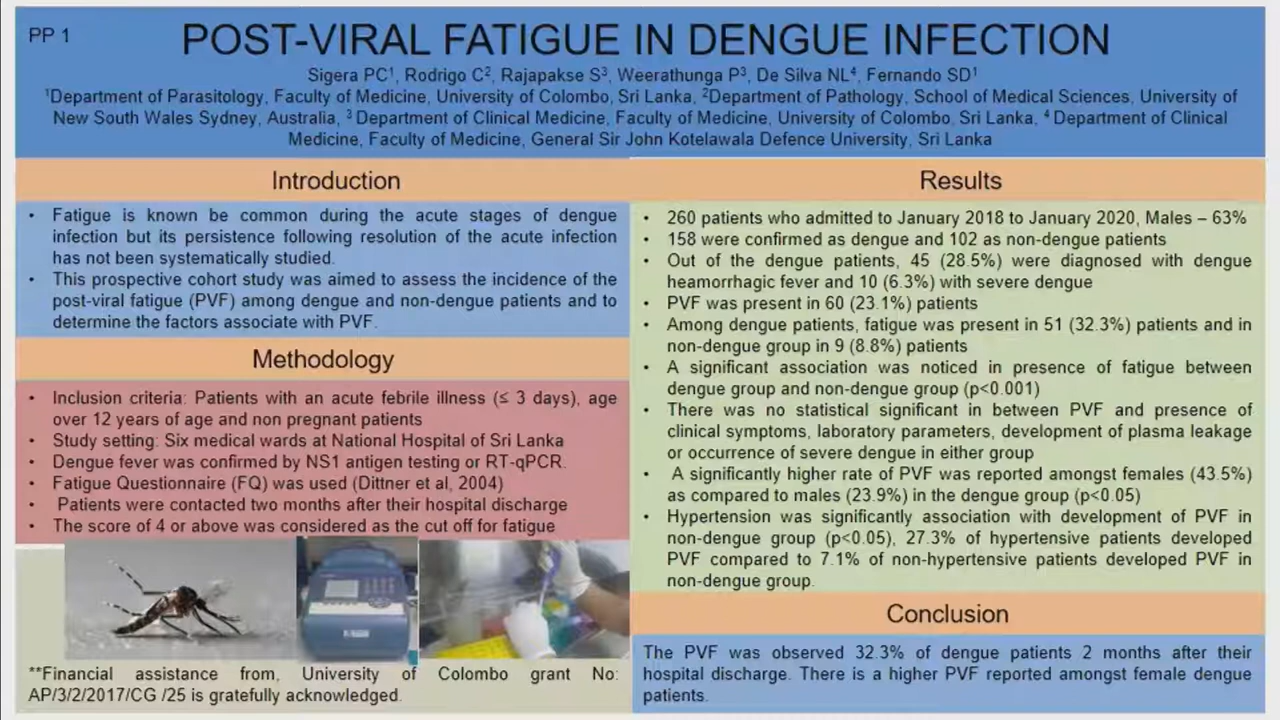 PP 1
POST-VIRAL FATIGUE IN DENGUE INFECTION
Sigera PC¹, Rodrigo C², Rajapakse S³, Weerathunga P³, De Silva NL⁴, Fernando SD¹
¹Department of Parasitology, Faculty of Medicine, University of Colombo, Sri Lanka, ²Department of Pathology, School of Medical Sciences, University of
New South Wales Sydney, Australia, ³ Department of Clinical Medicine, Faculty of Medicine, University of Colombo, Sri Lanka, ⁴ Department of Clinical
Medicine, Faculty of Medicine, General Sir John Kotelawala Defence University, Sri Lanka
Introduction
• Fatigue is known be common during the acute stages of dengue
infection but its persistence following resolution of the acute infection
has not been systematically studied.
• This prospective cohort study was aimed to assess the incidence of the
post-viral fatigue (PVF) among dengue and non-dengue patients and to
determine the factors associate with PVF.
Methodology
• Inclusion criteria: Patients with an acute febrile illness (≤ 3 days), age
over 12 years of age and non pregnant patients
• Study setting: Six medical wards at National Hospital of Sri Lanka
• Dengue fever was confirmed by NS1 antigen testing or RT-qPCR.
• Fatigue Questionnaire (FQ) was used (Dittner et al, 2004)
• Patients were contacted two months after their hospital discharge
• The score of 4 or above was considered as the cut off for fatigue
**Financial assistance from, University of Colombo grant No:
AP/3/2/2017/CG /25 is gratefully acknowledged.
Results
• 260 patients who admitted to January 2018 to January 2020, Males – 63%
• 158 were confirmed as dengue and 102 as non-dengue patients
• Out of the dengue patients, 45 (28.5%) were diagnosed with dengue
heamorrhagic fever and 10 (6.3%) with severe dengue
• PVF was present in 60 (23.1%) patients
• Among dengue patients, fatigue was present in 51 (32.3%) patients and in
non-dengue group in 9 (8.8%) patients
• A significant association was noticed in presence of fatigue between
dengue group and non-dengue group (p<0.001)
• There was no statistical significant in between PVF and presence of
clinical symptoms, laboratory parameters, development of plasma leakage
or occurrence of severe dengue in either group
• A significantly higher rate of PVF was reported amongst females (43.5%)
as compared to males (23.9%) in the dengue group (p<0.05)
• Hypertension was significantly association with development of PVF in
non-dengue group (p<0.05), 27.3% of hypertensive patients developed
PVF compared to 7.1% of non-hypertensive patients developed PVF in
non-dengue group.
Conclusion
The PVF was observed 32.3% of dengue patients 2 months after their
hospital discharge. There is a higher PVF reported amongst female dengue
patients.